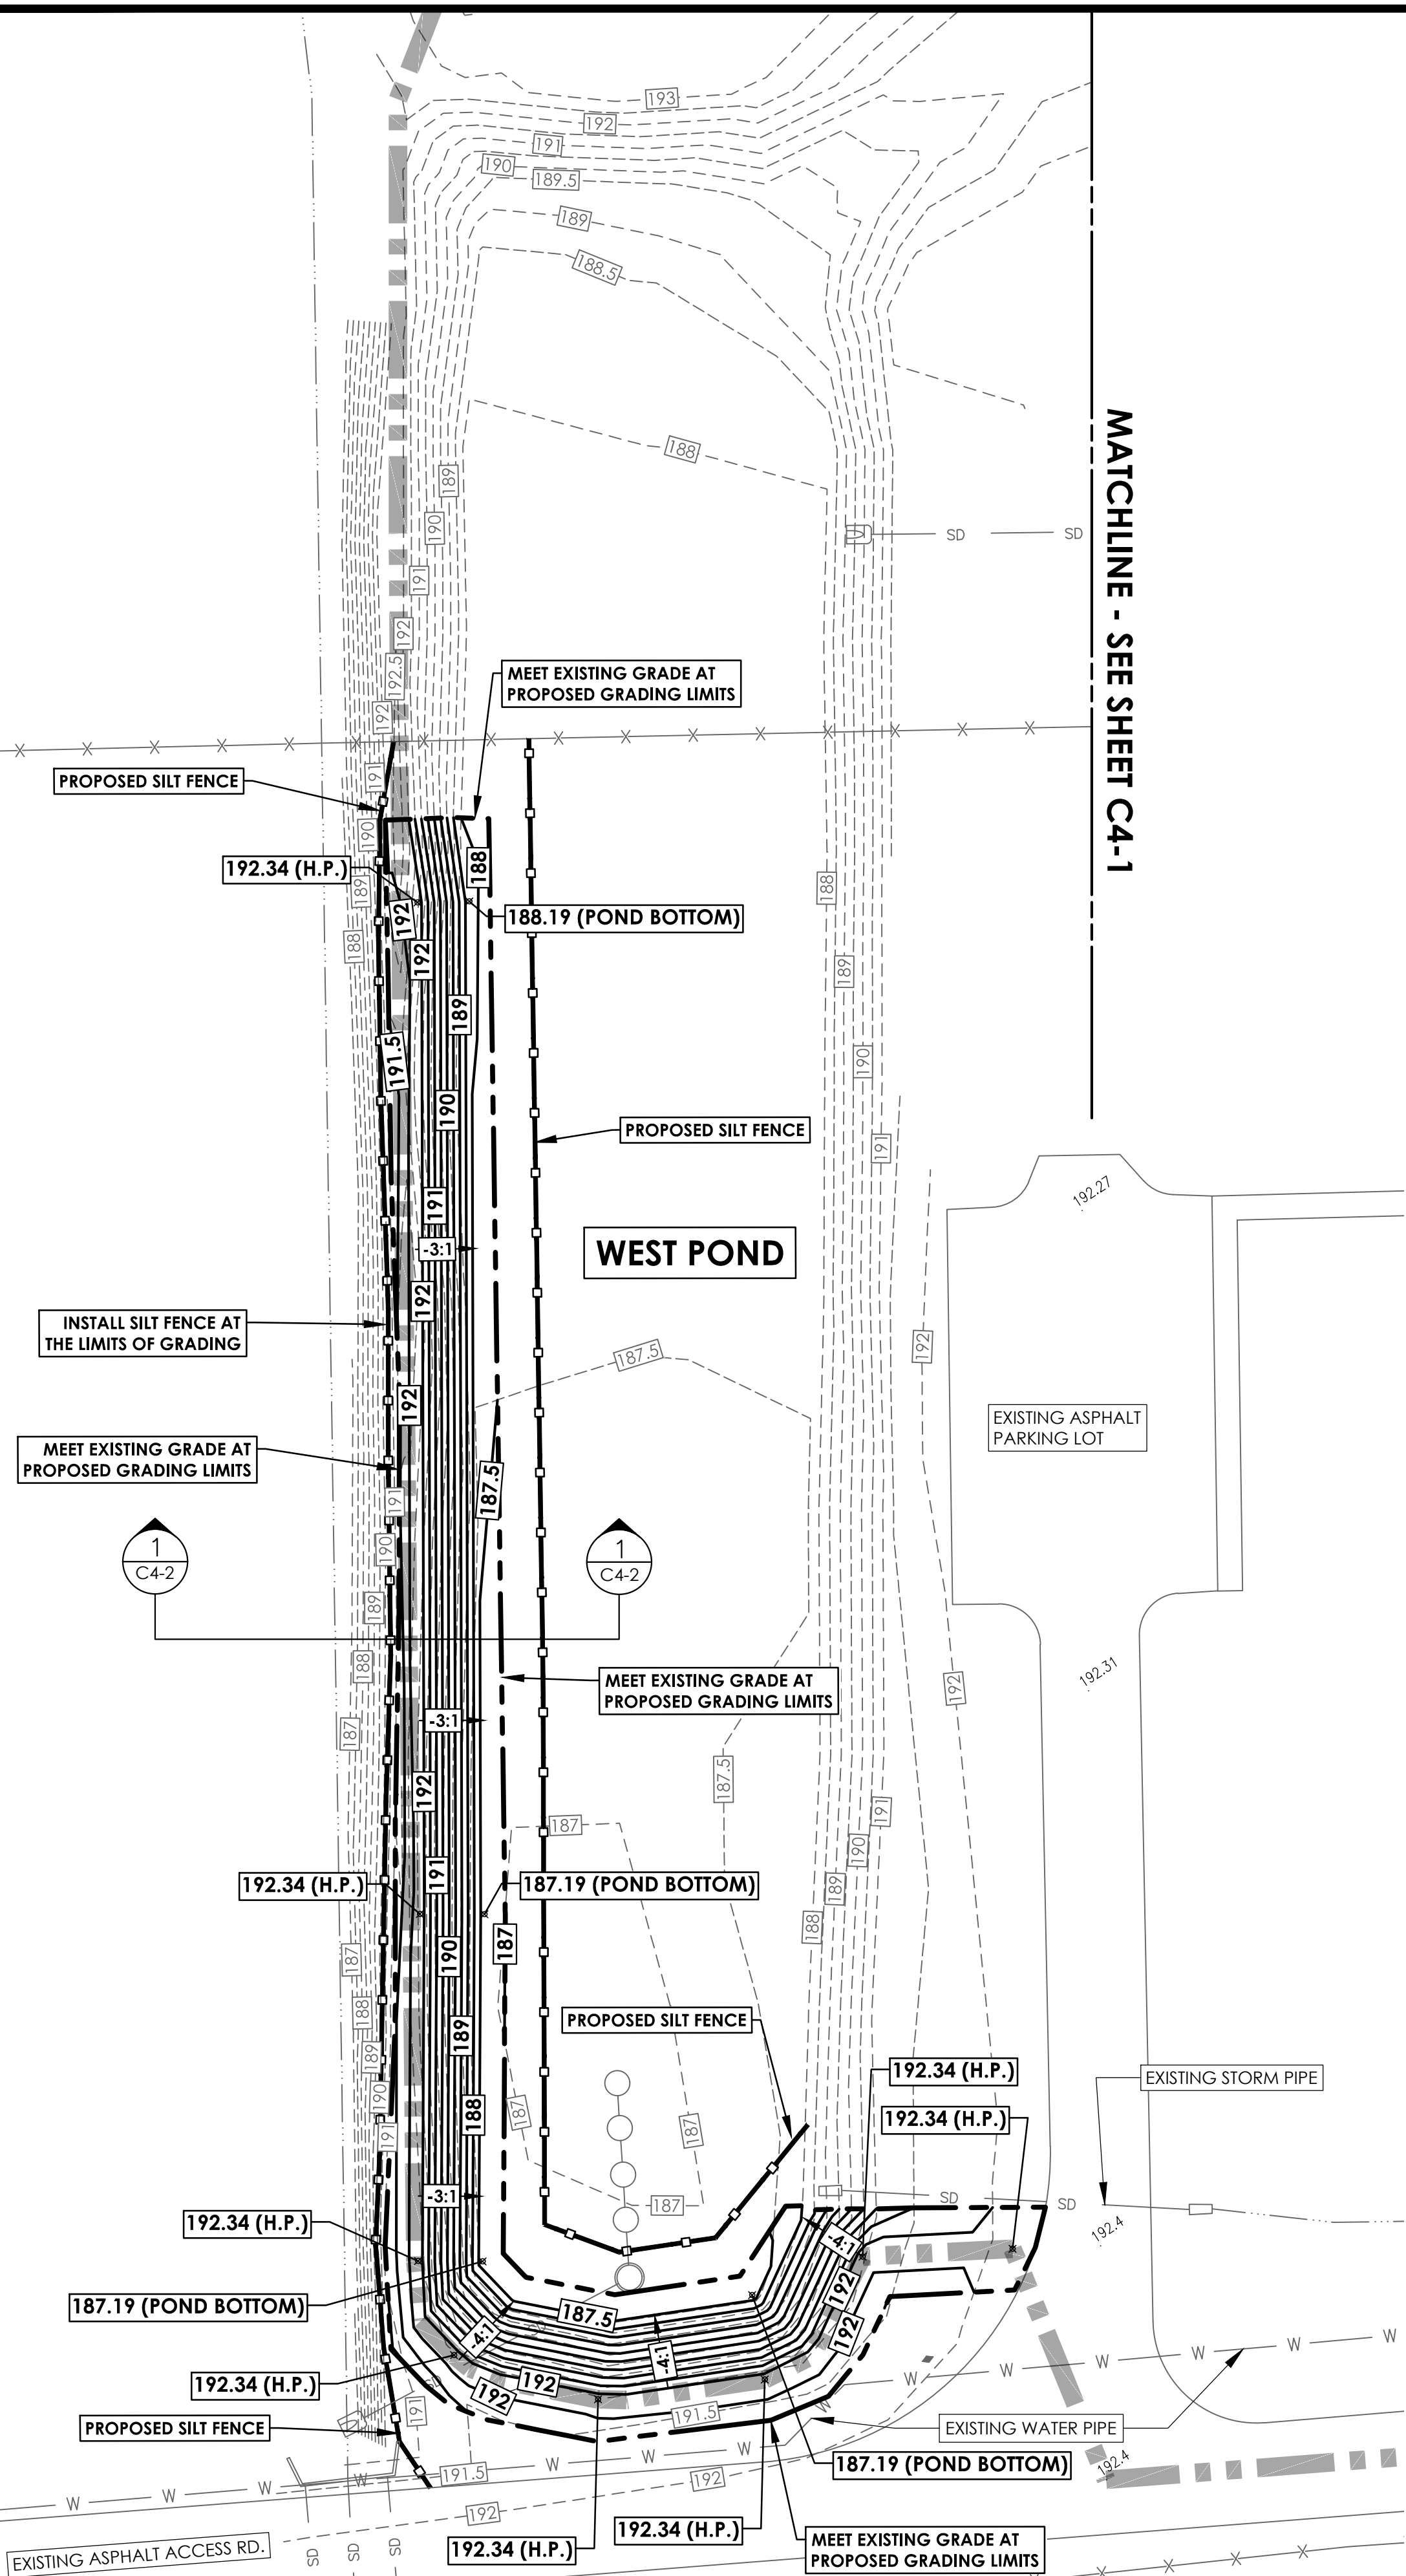 193
192
191
190
189.5
189
188.5
188
189
190
191
192
192.5
192
SD
SD
MATCHLINE - SEE SHEET C4-1
MEET EXISTING GRADE AT
PROPOSED GRADING LIMITS
X X X X X X X X X X X X X X X X
PROPOSED SILT FENCE
191
190
189
188
192.34 (H.P.)
188
188.19 (POND BOTTOM)
192
192
189
191.5
190
188
189
190
191
PROPOSED SILT FENCE
192.27
191
-3:1
WEST POND
192
INSTALL SILT FENCE AT
THE LIMITS OF GRADING
187.5
192
192
EXISTING ASPHALT
PARKING LOT
MEET EXISTING GRADE AT
PROPOSED GRADING LIMITS
187.5
191
190
189
188
187
1
C4-2
1
C4-2
MEET EXISTING GRADE AT
PROPOSED GRADING LIMITS
192
192.31
-3:1
192
187.5
187
191
190
189
188
191
192.34 (H.P.)
187.19 (POND BOTTOM)
187
190
189
188
187
188
189
190
191
PROPOSED SILT FENCE
192.34 (H.P.)
EXISTING STORM PIPE
192.34 (H.P.)
187
187
187
-3:1
SD
SD
192.4
192.34 (H.P.)
-4:1
187.19 (POND BOTTOM)
187.5
192
192
-4:1
-4:1
SD
SD
192.34 (H.P.)
192
192
191
191.5
PROPOSED SILT FENCE
EXISTING WATER PIPE
W W W W W W
187.19 (POND BOTTOM)
192.4
W W W W W W W W
191.5
192
192
192.34 (H.P.)
192.34 (H.P.)
MEET EXISTING GRADE AT
PROPOSED GRADING LIMITS
EXISTING ASPHALT ACCESS RD.
SD
SD
SD
X X X X